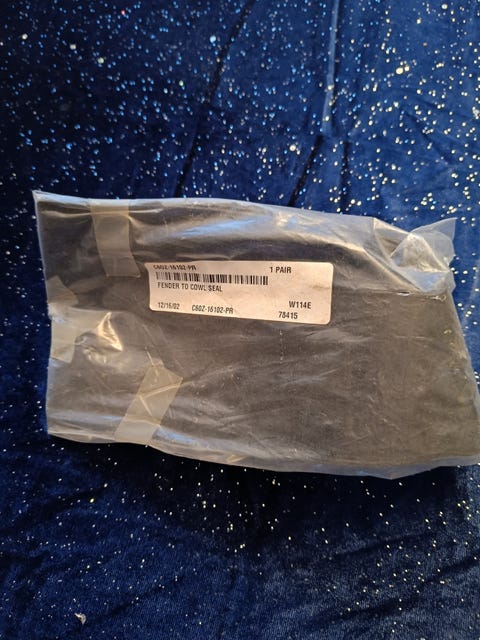 C60Z-16102-PR 1 PAIR
FENDER TO COWL SEAL
W114E
12/16/02 C60Z-16102-PR 78415